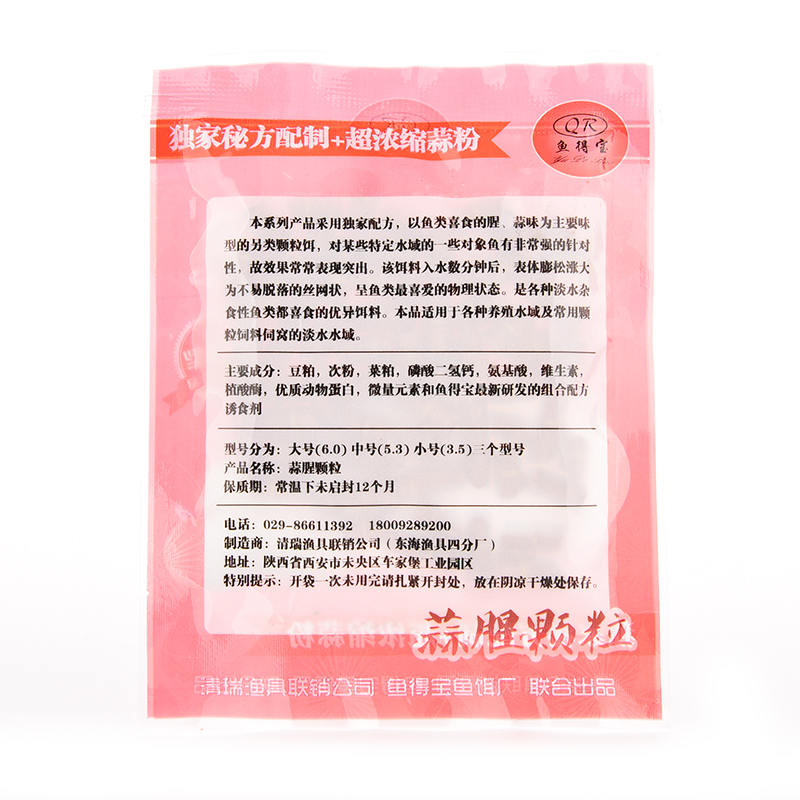 独家秘方配制+超浓缩蒜粉
QR
鱼得宝
本系列产品采用独家配方，以鱼类喜食的腥、蒜味为主要味
型的另类颗粒饵，对某些特定水域的一些对象鱼有非常强的针对
性，故效果常常表现突出。该饵料入水数分钟后，表体膨松涨大
为不易脱落的丝网状，呈鱼类最喜爱的物理状态。是各种淡水杂
食性鱼类都喜食的优异饵料。本品适用于各种养殖水域及常用颗
粒饲料饲窝的淡水水域。
主要成分：豆粕，次粉，菜粕，磷酸二氢钙，氨基酸，维生素，
植酸酶，优质动物蛋白，微量元素和鱼得宝最新研发的组合配方
诱食剂
型号分为：大号(6.0) 中号(5.3) 小号(3.5)三个型号
产品名称：蒜腥颗粒
保质期：常温下未启封12个月
电话：029-86611392 18009289200
制造商：清瑞渔具联销公司（东海渔具四分厂）
地址：陕西省西安市未央区车家堡工业园区
特别提示：开袋一次未用完请扎紧开封处，放在阴凉干燥处保存。
蒜腥颗粒
清瑞渔具联销公司 鱼得宝鱼饵厂 联合出品